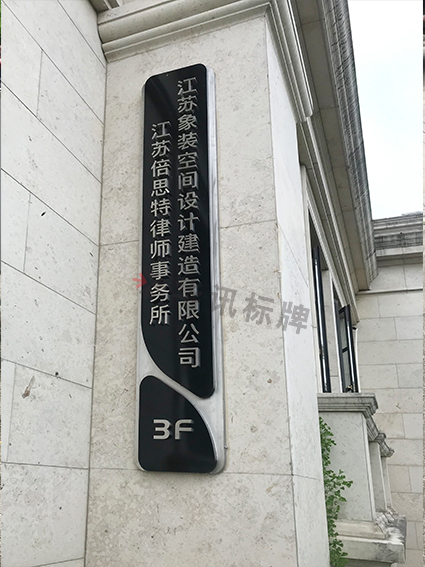 江苏象装空间设计建造有限公司
江苏倍思特律师事务所
3F
讯标牌